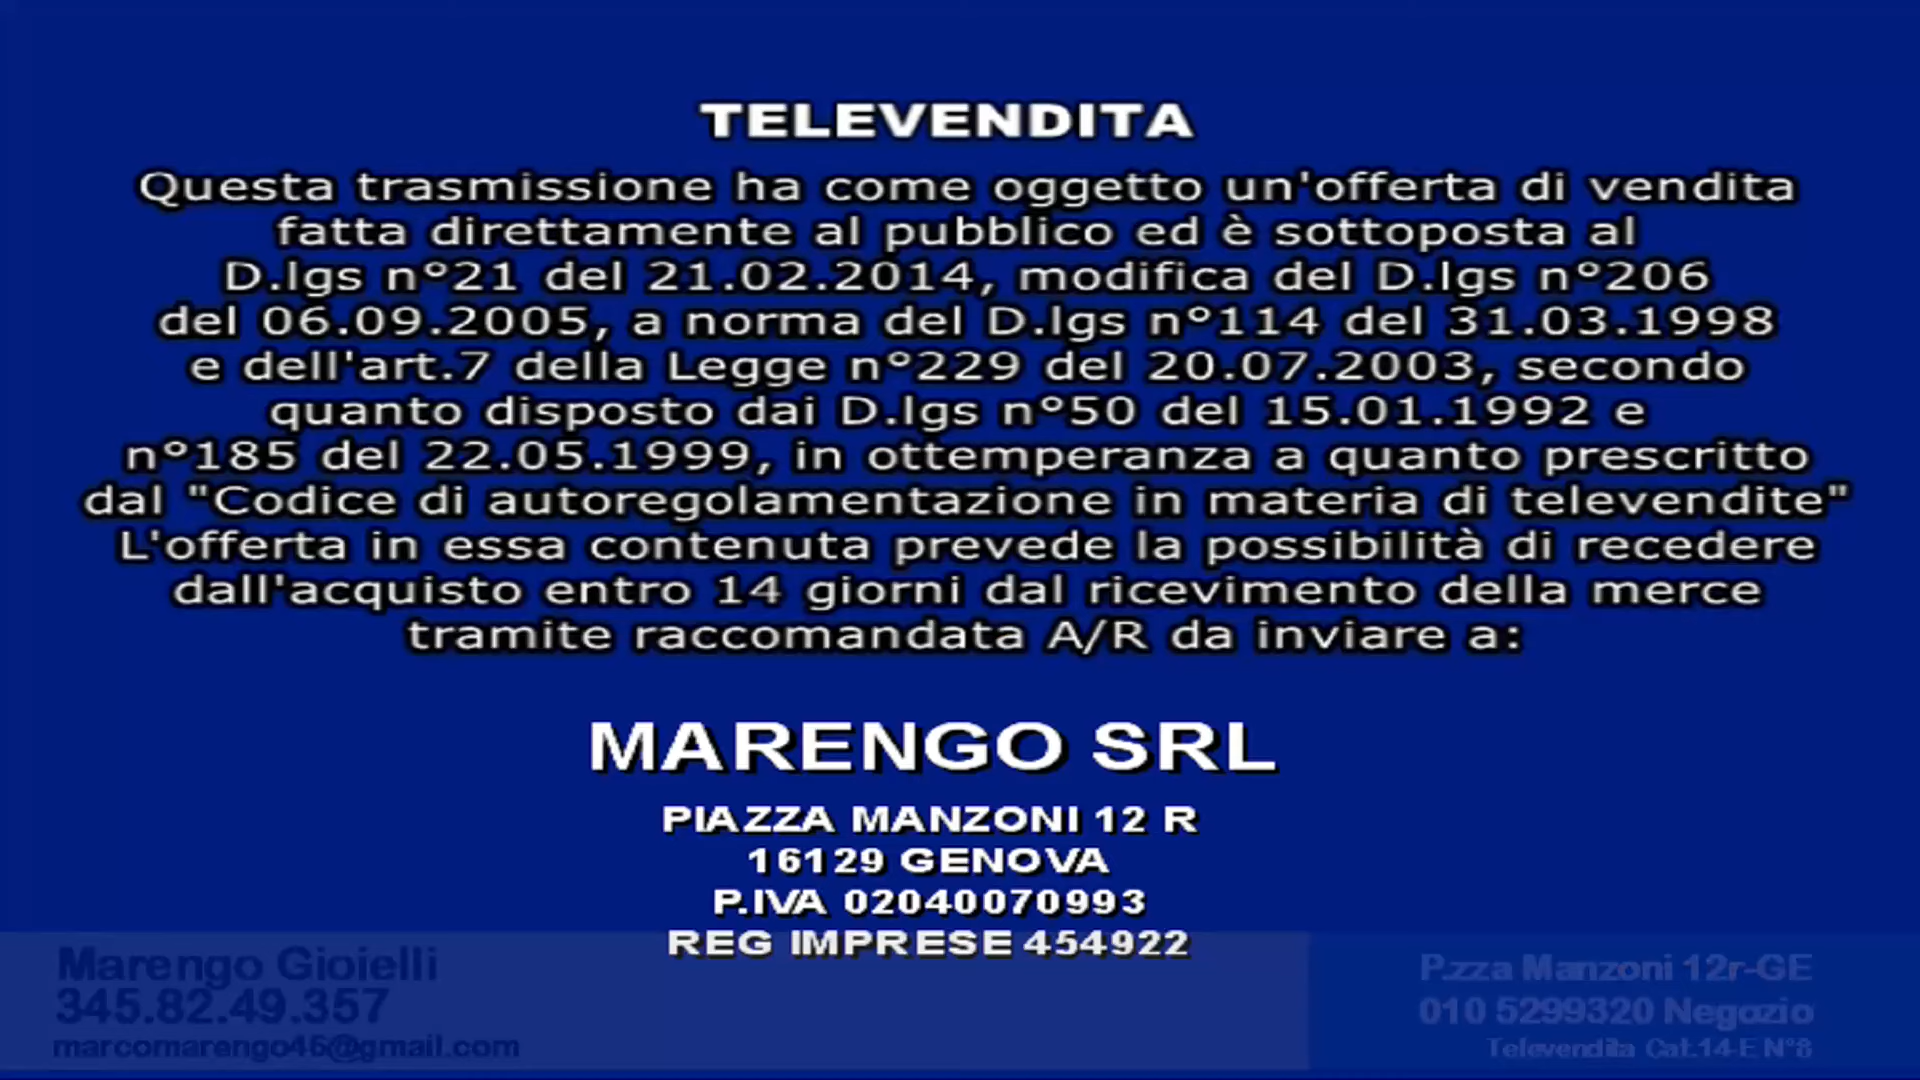 TELEVENDITA
Questa trasmissione ha come oggetto un'offerta di vendita
fatta direttamente al pubblico ed è sottoposta al
D.lgs n°21 del 21.02.2014, modifica del D.lgs n°206
del 06.09.2005, a norma del D.lgs n°114 del 31.03.1998
e dell'art.7 della Legge n°229 del 20.07.2003, secondo
quanto disposto dai D.lgs n°50 del 15.01.1992 e
n°185 del 22.05.1999, in ottemperanza a quanto prescritto
dal "Codice di autoregolamentazione in materia di televendite"
L'offerta in essa contenuta prevede la possibilità di recedere
dall'acquisto entro 14 giorni dal ricevimento della merce
tramite raccomandata A/R da inviare a:
MARENGO SRL
PIAZZA MANZONI 12 R
16129 GENOVA
P.IVA 02040070993
REG IMPRESE 454922
Marengo Gioielli
345.82.49.357
marcomarengo46@gmail.com
P.zza Manzoni 12r-GE
010 5299320 Negozio
Televendita Cat.14-E N°8